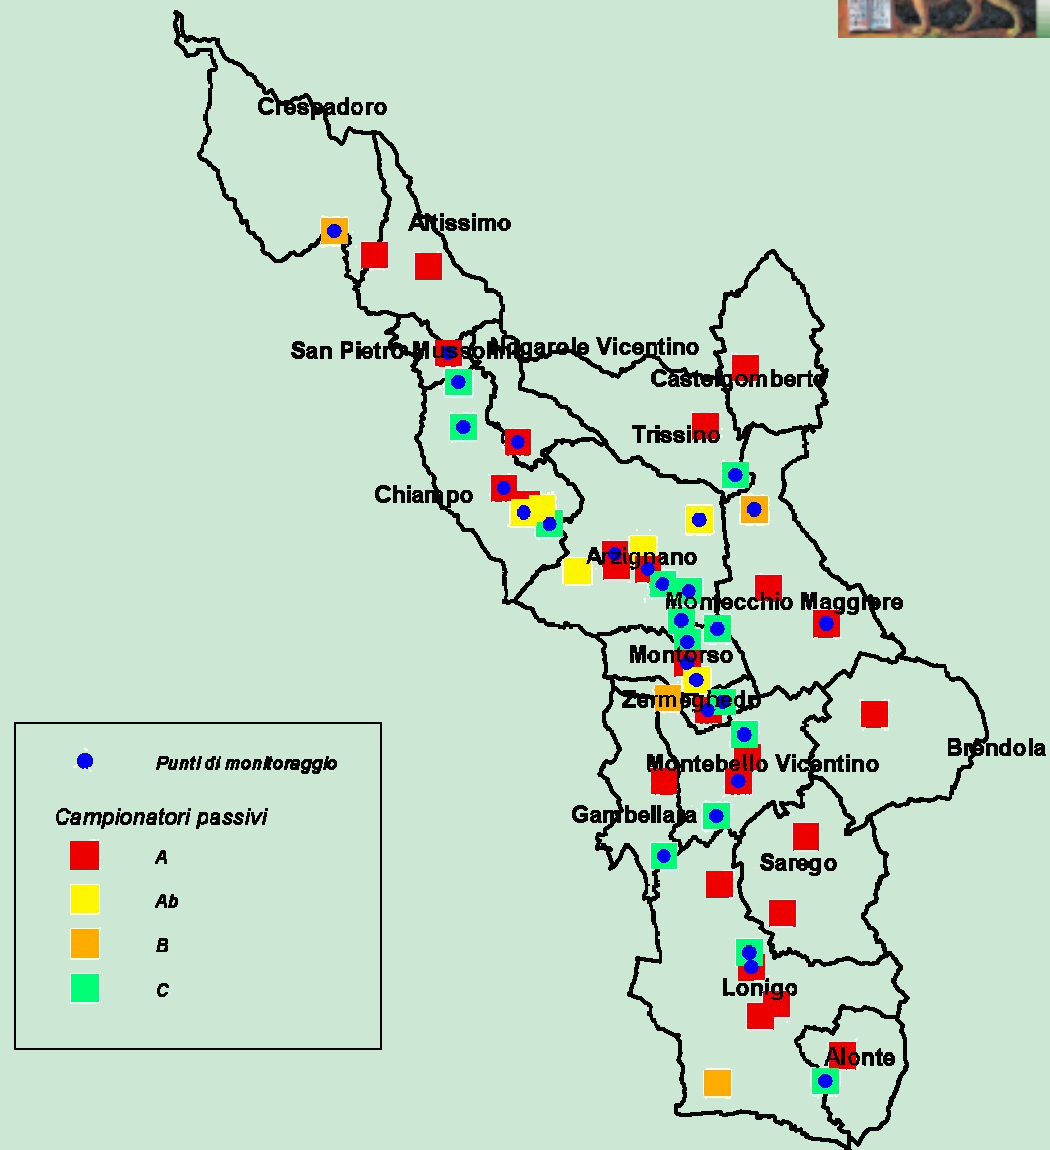 Crespadoro
Altissimo
San Pietro Mussolino
Nogarole Vicentino
Castelgomberto
Trissino
Chiampo
Arzignano
Montecchio Maggiore
Montorso
Zermeghedo
Brendola
Montebello Vicentino
Gambellara
Sarego
Lonigo
Alonte
Punti di monitoraggio
Campionatori passivi
A
Ab
B
C